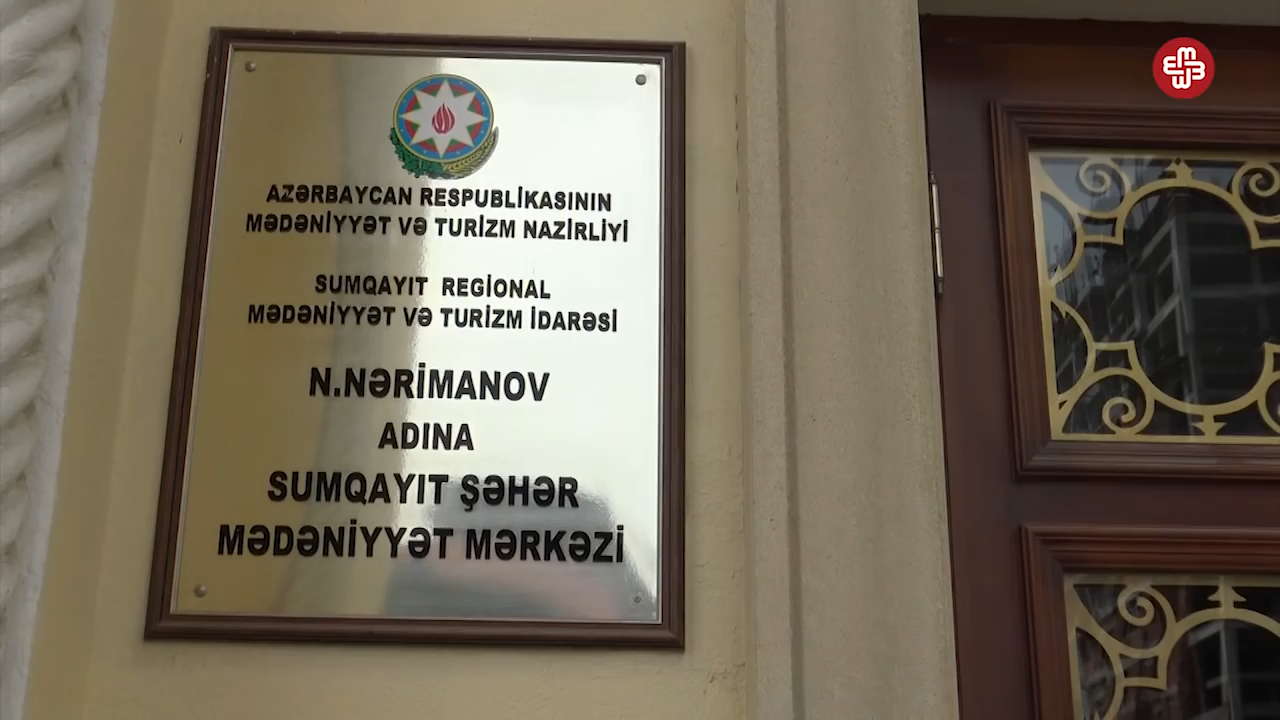 AZƏRBAYCAN RESPUBLİKASININ
MƏDƏNİYYƏT VƏ TURİZM NAZİRLİYİ
SUMQAYIT REGİONAL
MƏDƏNİYYƏT VƏ TURİZM İDARƏSİ
N.NƏRİMANOV
ADINA
SUMQAYIT ŞƏHƏR
MƏDƏNİYYƏT MƏRKƏZİ